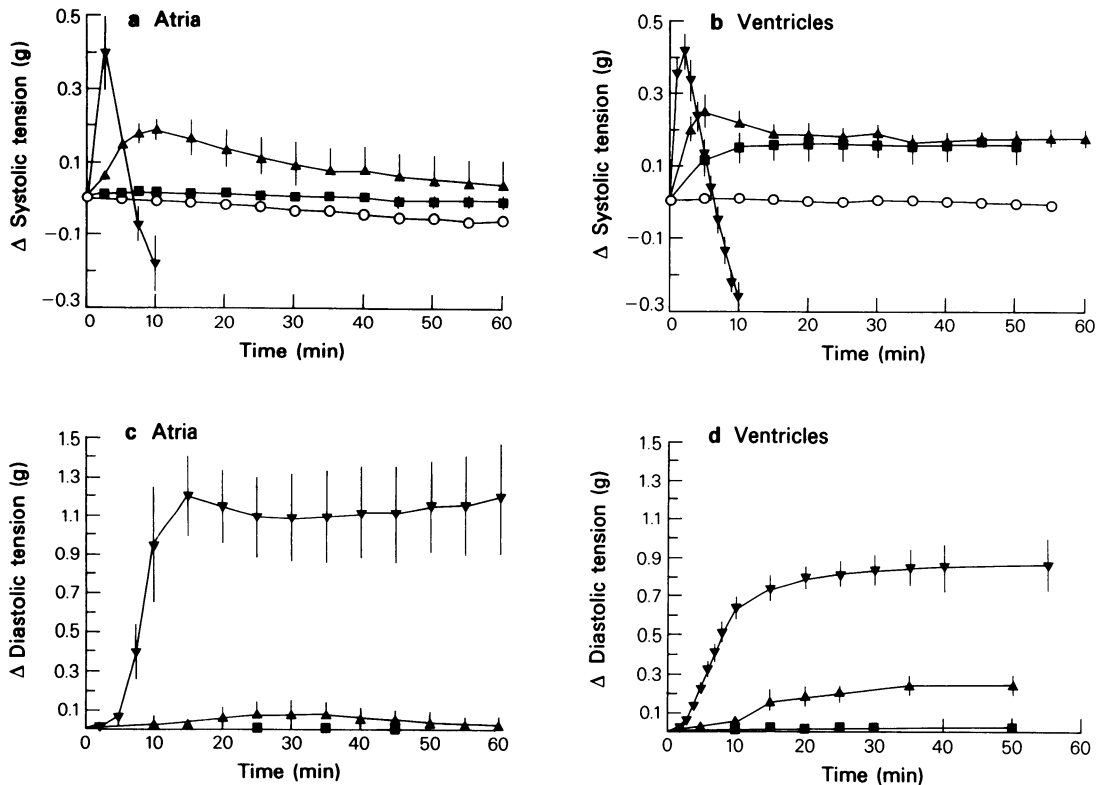 a Atria
Δ Systolic tension (g)
0.5
0.3
0.1
−0.1
−0.3
0 10 20 30 40 50 60
Time (min)
b Ventricles
Δ Systolic tension (g)
0.5
0.3
0.1
−0.1
−0.3
0 10 20 30 40 50 60
Time (min)
c Atria
Δ Diastolic tension (g)
1.5
1.3
1.1
0.9
0.5
0.3
0.1
0 10 20 30 40 50 60
Time (min)
d Ventricles
Δ Diastolic tension (g)
1.5
1.3
1.1
0.9
0.5
0.3
0.1
0 10 20 30 40 50 60
Time (min)